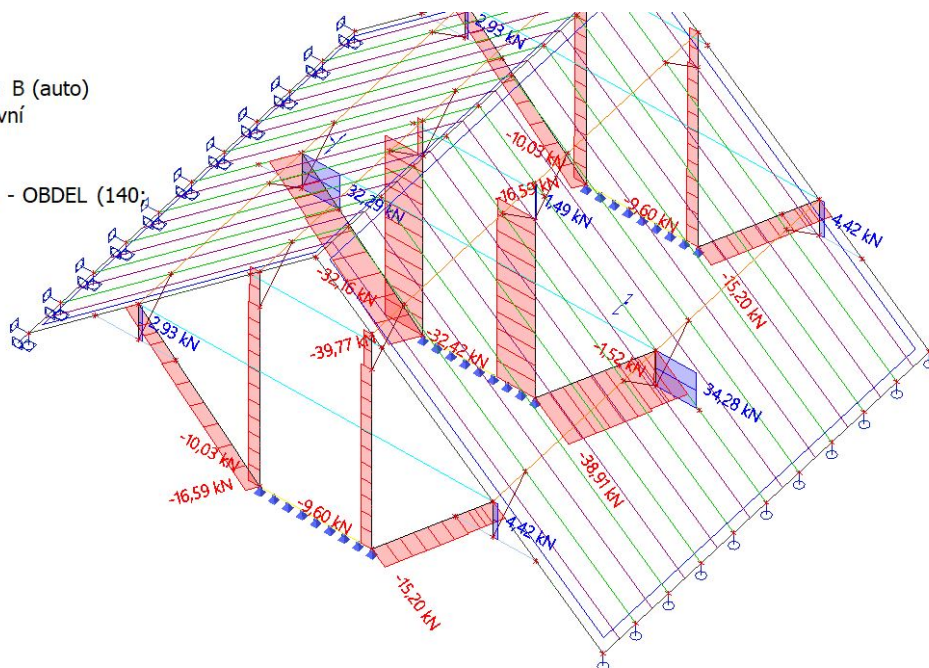 B (auto)
vní
- OBDEL (140;
2,93 kN
-10,03 kN
-16,59 kN
-9,60 kN
4,42 kN
-15,20 kN
1,49 kN
32,29 kN
-32,16 kN
-39,77 kN
-32,42 kN
-1,52 kN
34,28 kN
-38,91 kN
2,93 kN
-10,03 kN
-16,59 kN
-9,60 kN
4,42 kN
-15,20 kN
Y
Z